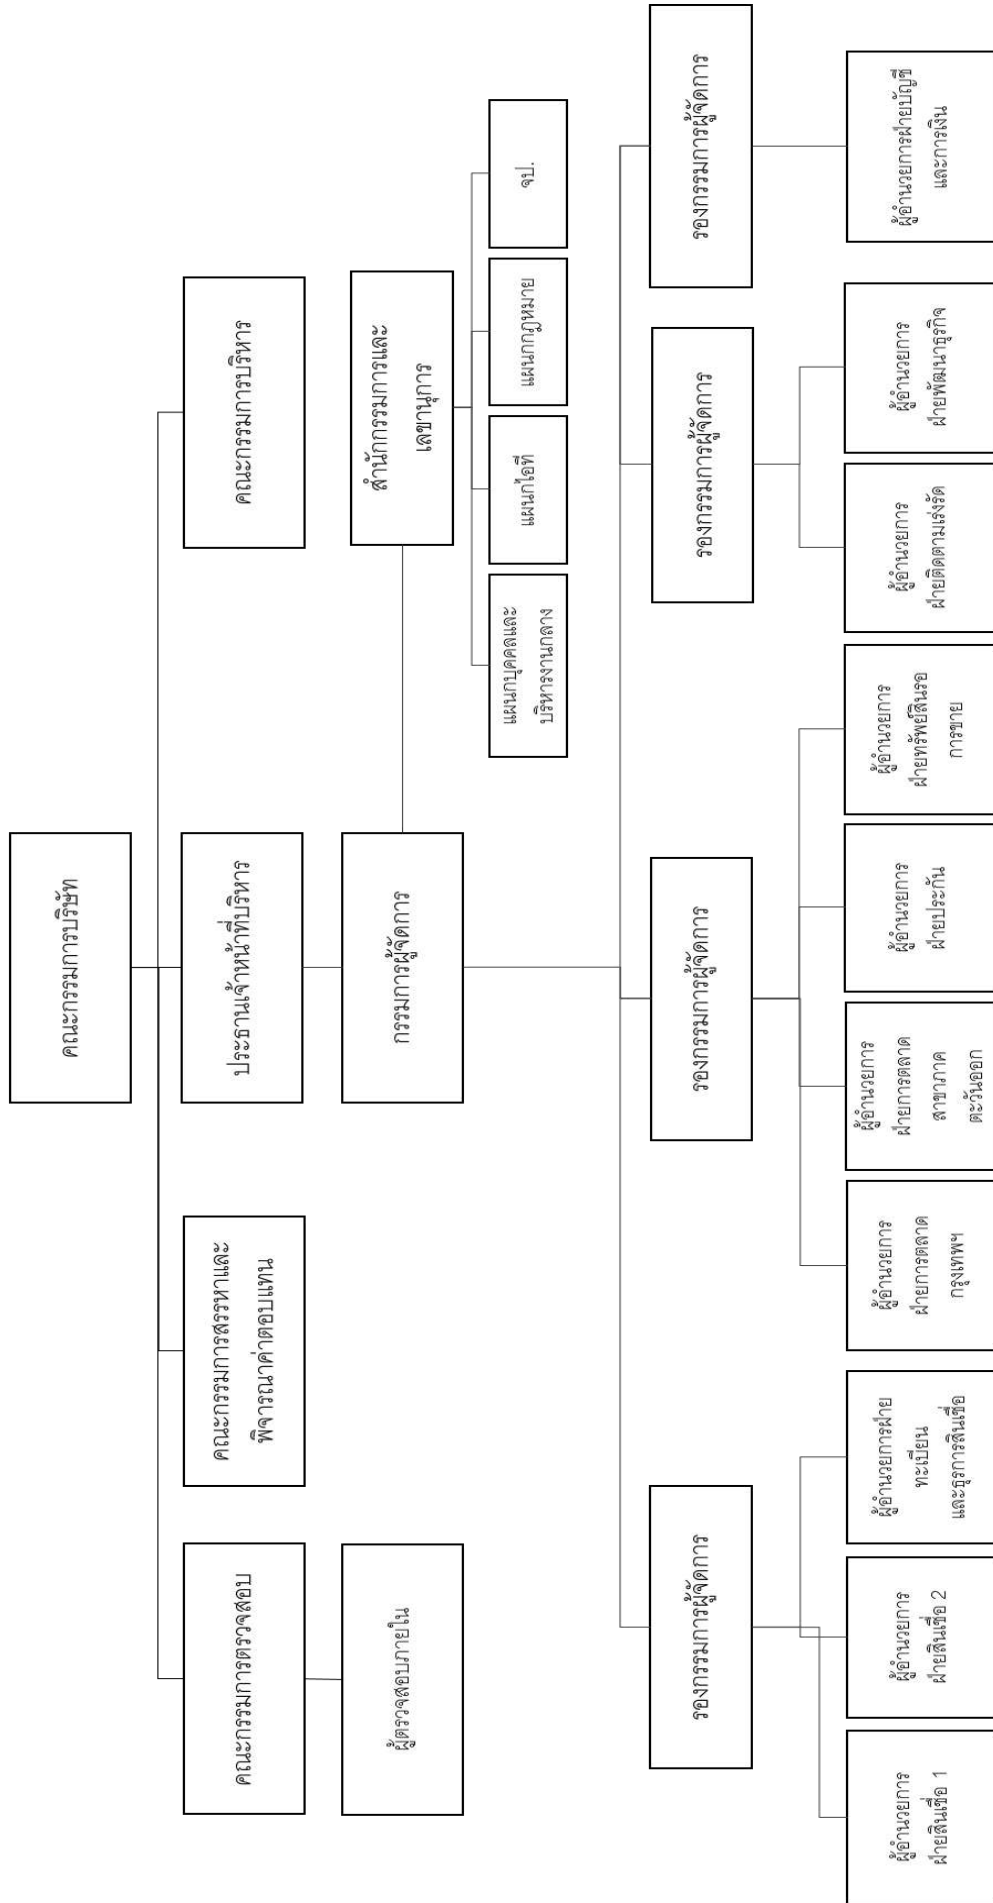 คณะกรรมการบริษัท
คณะกรรมการตรวจสอบ
คณะกรรมการสรรหาและ
พิจารณาค่าตอบแทน
ประธานเจ้าหน้าที่บริหาร
คณะกรรมการบริหาร
ผู้ตรวจสอบภายใน
กรรมการผู้จัดการ
สำนักกรรมการและ
เลขานุการ
แผนกบุคคลและ
บริหารงานกลาง
แผนกไอที
แผนกกฎหมาย
จป.
รองกรรมการผู้จัดการ
รองกรรมการผู้จัดการ
รองกรรมการผู้จัดการ
รองกรรมการผู้จัดการ
ผู้อำนวยการ
ฝ่ายสินเชื่อ 1
ผู้อำนวยการ
ฝ่ายสินเชื่อ 2
ผู้อำนวยการฝ่าย
ทะเบียน
และธุรการสินเชื่อ
ผู้อำนวยการ
ฝ่ายการตลาด
กรุงเทพฯ
ผู้อำนวยการ
ฝ่ายการตลาด
สาขาภาค
ตะวันออก
ผู้อำนวยการ
ฝ่ายประกัน
ผู้อำนวยการ
ฝ่ายทรัพย์สินรอ
การขาย
ผู้อำนวยการ
ฝ่ายติดตามเร่งรัด
ผู้อำนวยการ
ฝ่ายพัฒนาธุรกิจ
ผู้อำนวยการฝ่ายบัญชี
และการเงิน